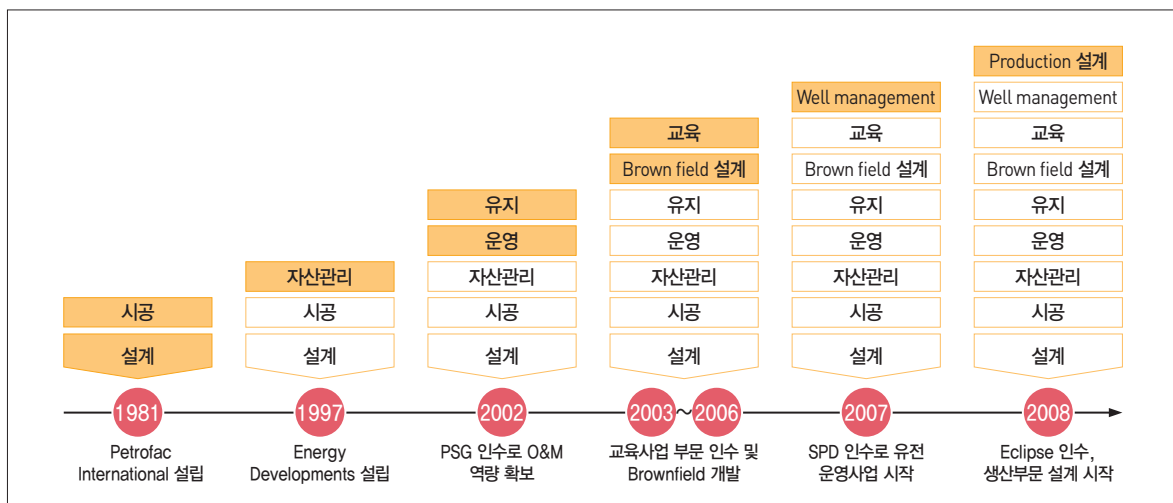 시공
설계
1981
Petrofac
International 설립
자산관리
시공
설계
1997
Energy
Developments 설립
유지
운영
자산관리
시공
설계
2002
PSG 인수로 O&M
역량 확보
교육
Brown field 설계
유지
운영
자산관리
시공
설계
2003 ~ 2006
교육사업 부문 인수 및
Brownfield 개발
Well management
교육
Brown field 설계
유지
운영
자산관리
시공
설계
2007
SPD 인수로 유전
운영사업 시작
Production 설계
Well management
교육
Brown field 설계
유지
운영
자산관리
시공
설계
2008
Eclipse 인수,
생산부문 설계 시작